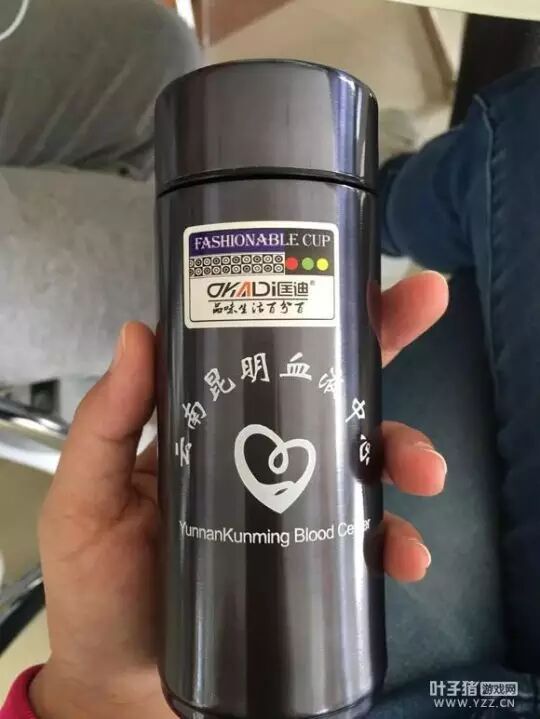 FASHIONABLE CUP
OKADI匡迪®
品味生活百分百
云南昆明血液中心
YunnanKunming Blood Center
叶子猪游戏网
WWW.YZZ.CN